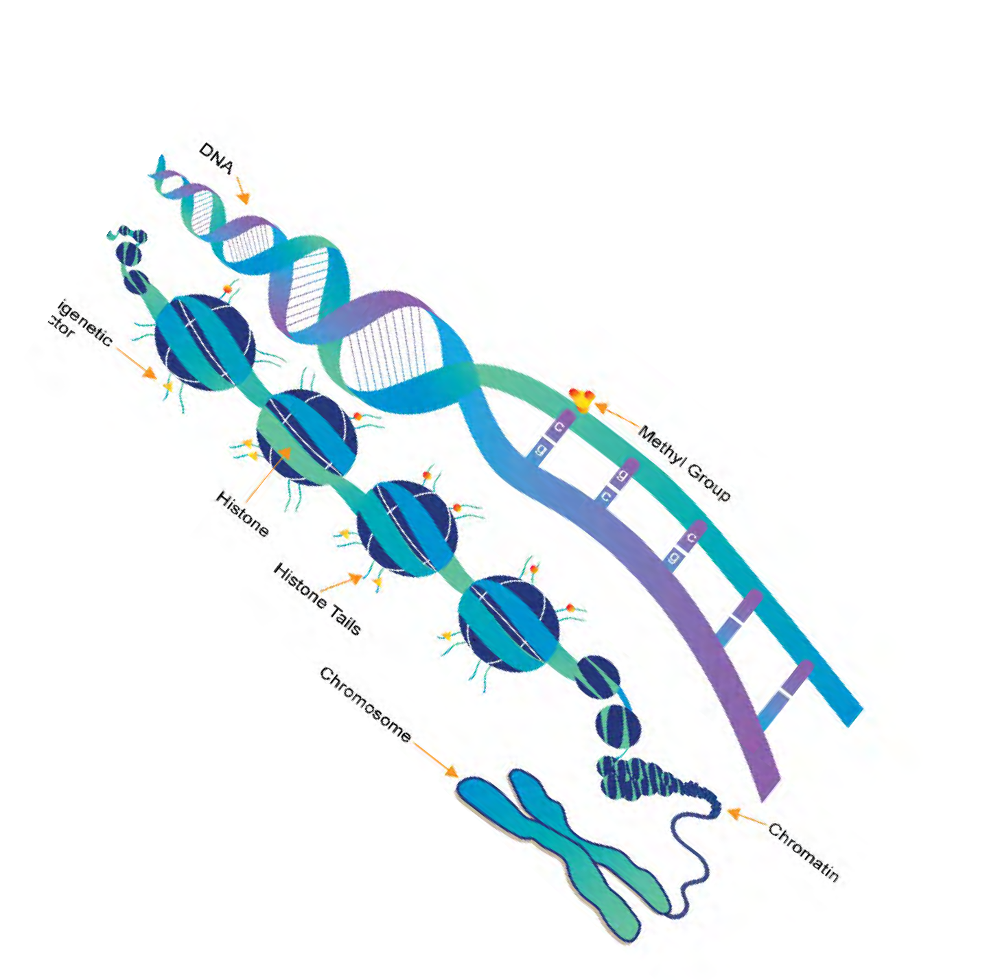 DNA
igenetic
ctor
Methyl Group
C
g
g
C
C
g
Histone
Histone Tails
Chromosome
Chromatin